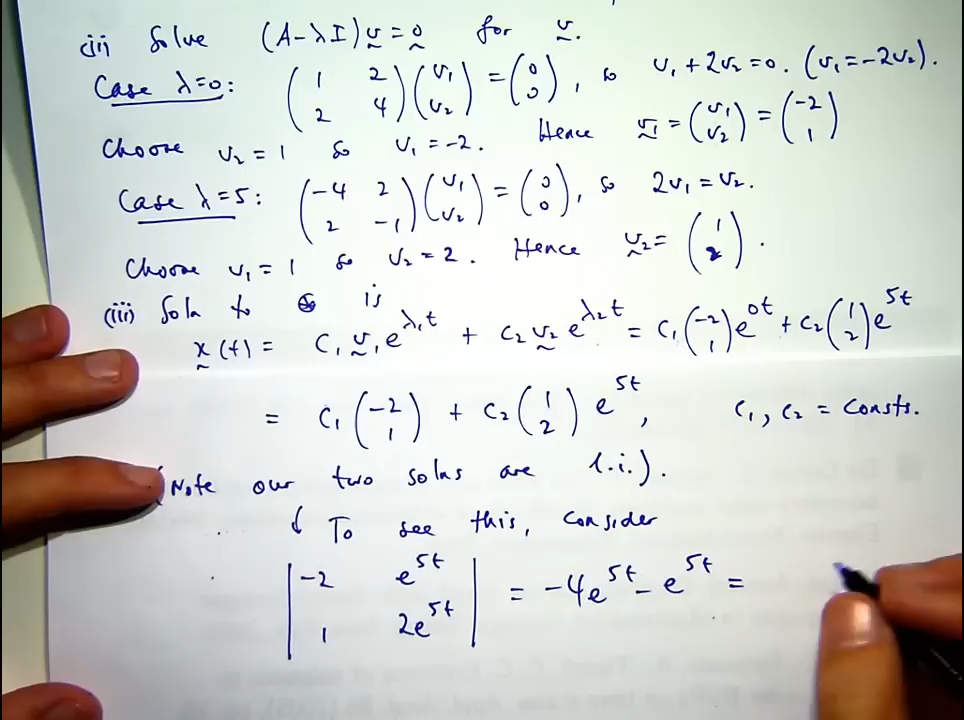 (ii) Solve (A-λI)v = 0 for v.
Case λ=0: (1 2; 2 4)(v₁; v₂) = (0; 0), so v₁ + 2v₂ = 0. (v₁ = -2v₂).
Choose v₂ = 1 so v₁ = -2. Hence v₁ = (v₁; v₂) = (-2; 1)
Case λ=5: (-4 2; 2 -1)(v₁; v₂) = (0; 0), so 2v₁ = v₂.
Choose v₁ = 1 so v₂ = 2. Hence v₂ = (1; 2).
(iii) Soln to ⊛ is
x(t) = c₁ v₁ e^{λ₁t} + c₂ v₂ e^{λ₂t} = c₁(-2; 1)e^{0t} + c₂(1; 2)e^{5t}
= c₁(-2; 1) + c₂(1; 2) e^{5t}, c₁, c₂ = consts.
(Note our two solns are l.i.).
↓ To see this, consider
|-2 e^{5t}; 1 2e^{5t}| = -4e^{5t} - e^{5t} =